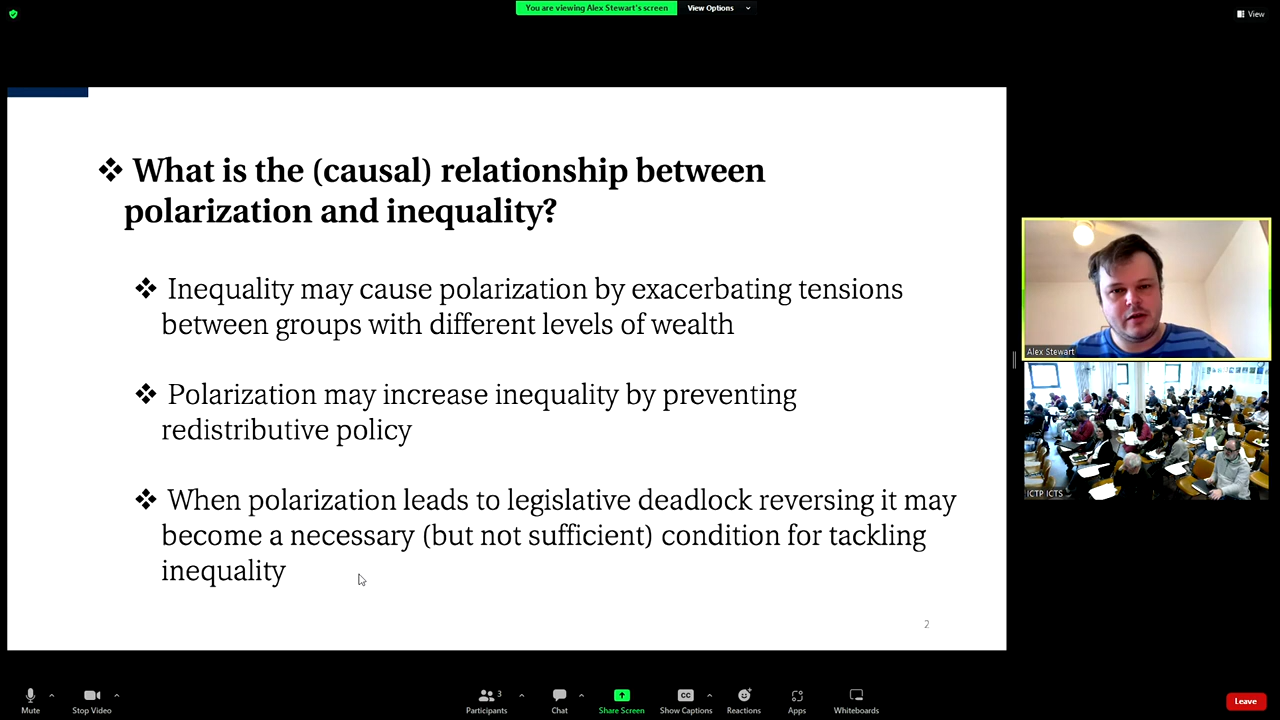 You are viewing Alex Stewart's screen
View Options
View
❖ What is the (causal) relationship between
polarization and inequality?
❖ Inequality may cause polarization by exacerbating tensions
between groups with different levels of wealth
❖ Polarization may increase inequality by preventing
redistributive policy
❖ When polarization leads to legislative deadlock reversing it may
become a necessary (but not sufficient) condition for tackling
inequality
2
Alex Stewart
ICTP ICTS
Mute
Stop Video
3
Participants
Chat
Share Screen
CC
Show Captions
Reactions
Apps
Whiteboards
Leave